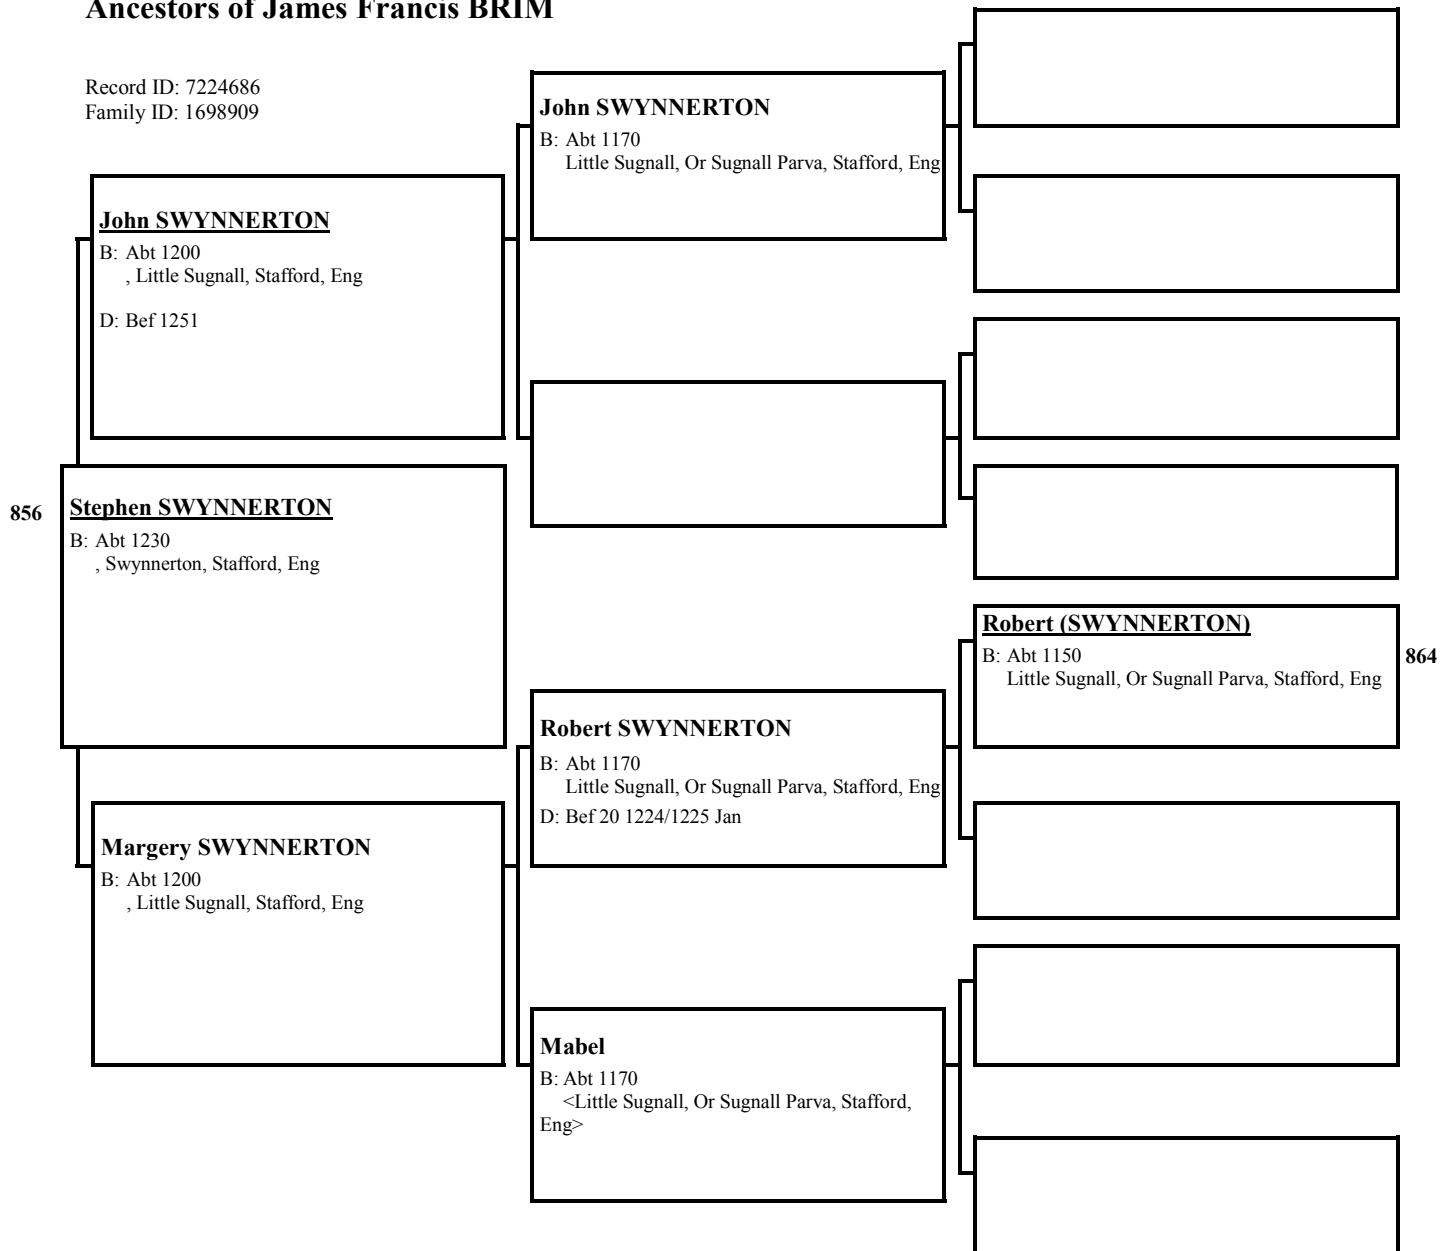 Ancestors of James Francis BRIM
Record ID: 7224686
Family ID: 1698909
John SWYNNERTON
B: Abt 1170
Little Sugnall, Or Sugnall Parva, Stafford, Eng
John SWYNNERTON
B: Abt 1200
, Little Sugnall, Stafford, Eng
D: Bef 1251
856
Stephen SWYNNERTON
B: Abt 1230
, Swynnerton, Stafford, Eng
Robert (SWYNNERTON)
B: Abt 1150
Little Sugnall, Or Sugnall Parva, Stafford, Eng
864
Robert SWYNNERTON
B: Abt 1170
Little Sugnall, Or Sugnall Parva, Stafford, Eng
D: Bef 20 1224/1225 Jan
Margery SWYNNERTON
B: Abt 1200
, Little Sugnall, Stafford, Eng
Mabel
B: Abt 1170
<Little Sugnall, Or Sugnall Parva, Stafford,
Eng>